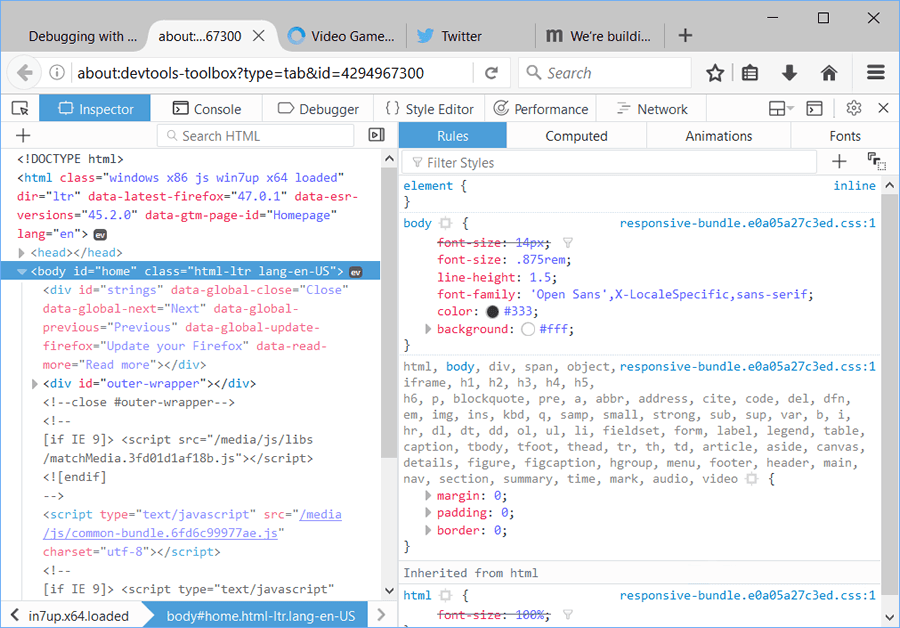 Debugging with ...
about:...67300
Video Game...
Twitter
We're buildi...
about:devtools-toolbox?type=tab&id=4294967300
Search
Inspector
Console
Debugger
{ } Style Editor
Performance
Network
Search HTML
Rules
Computed
Animations
Fonts
Filter Styles
<!DOCTYPE html>
<html class="windows x86 js win7up x64 loaded"
dir="ltr" data-latest-firefox="47.0.1" data-esr-
versions="45.2.0" data-gtm-page-id="Homepage"
lang="en"> ev
<head></head>
<body id="home" class="html-ltr lang-en-US"> ev
<div id="strings" data-global-close="Close"
data-global-next="Next" data-global-
previous="Previous" data-global-update-
firefox="Update your Firefox" data-read-
more="Read more"></div>
<div id="outer-wrapper"></div>
<!--close #outer-wrapper-->
<!--
[if IE 9]> <script src="/media/js/libs
/matchMedia.3fd01d1af18b.js"></script>
<![endif]
-->
<script type="text/javascript" src="/media
/js/common-bundle.6fd6c99977ae.js"
charset="utf-8"></script>
<!--
[if IE 9]> <script type="text/javascript"
in7up.x64.loaded
body#home.html-ltr.lang-en-US
element {
inline
}
body {
responsive-bundle.e0a05a27c3ed.css:1
font-size: 14px;
font-size: .875rem;
line-height: 1.5;
font-family: 'Open Sans',X-LocaleSpecific,sans-serif;
color: #333;
background: #fff;
}
html, body, div, span, object,
responsive-bundle.e0a05a27c3ed.css:1
iframe, h1, h2, h3, h4, h5,
h6, p, blockquote, pre, a, abbr, address, cite, code, del, dfn,
em, img, ins, kbd, q, samp, small, strong, sub, sup, var, b, i,
hr, dl, dt, dd, ol, ul, li, fieldset, form, label, legend, table,
caption, tbody, tfoot, thead, tr, th, td, article, aside, canvas,
details, figure, figcaption, hgroup, menu, footer, header, main,
nav, section, summary, time, mark, audio, video {
margin: 0;
padding: 0;
border: 0;
}
Inherited from html
html {
responsive-bundle.e0a05a27c3ed.css:1
font-size: 100%;